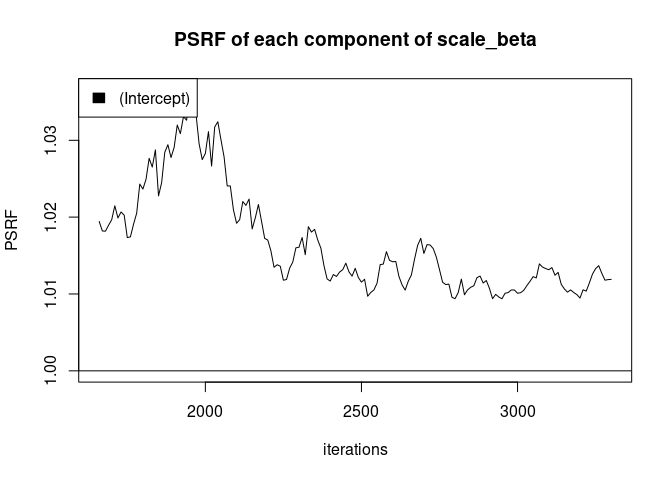 PSRF of each component of scale_beta
(Intercept)
PSRF
1.03
1.02
1.01
1.00
2000 2500 3000
iterations